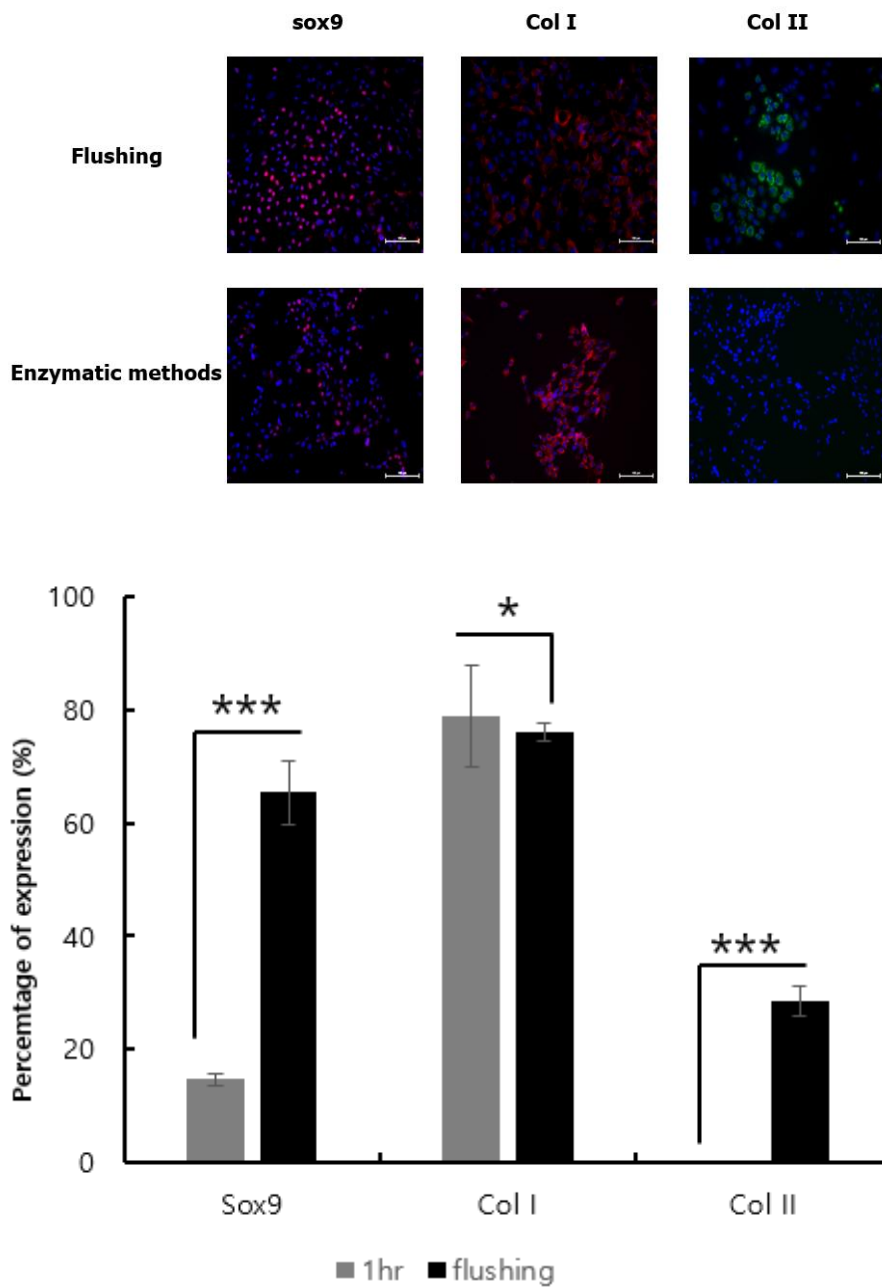 sox9 Col I Col II
Flushing
Enzymatic methods
100
80
60
40
20
0
Percemtage of expression (%)
***
*
***
Sox9 Col I Col II
1hr flushing